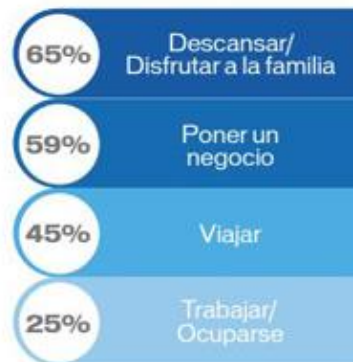 65%
Descansar/
Disfrutar a la familia
59%
Poner un
negocio
45%
Viajar
25%
Trabajar/
Ocuparse